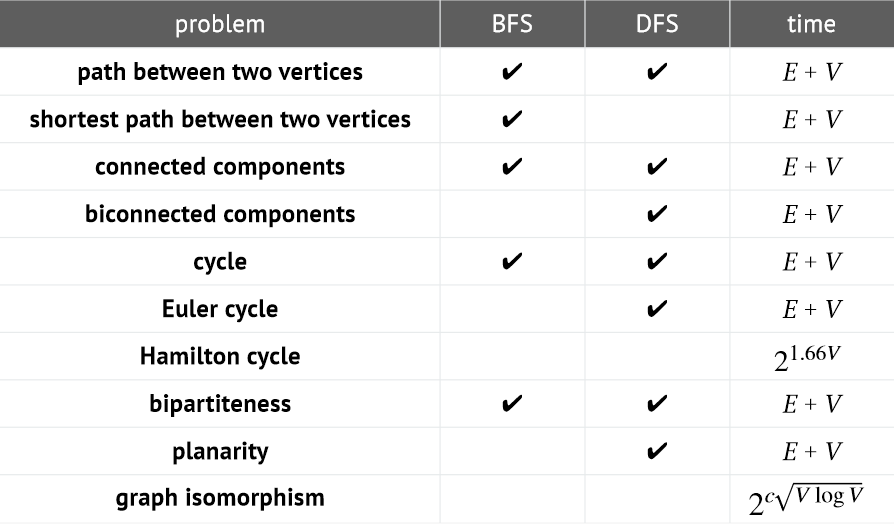 problem BFS DFS time
path between two vertices ✔ ✔ E + V
shortest path between two vertices ✔ E + V
connected components ✔ ✔ E + V
biconnected components ✔ E + V
cycle ✔ ✔ E + V
Euler cycle ✔ E + V
Hamilton cycle 2^{1.66V}
bipartiteness ✔ ✔ E + V
planarity ✔ E + V
graph isomorphism 2^{c√(V log V)}